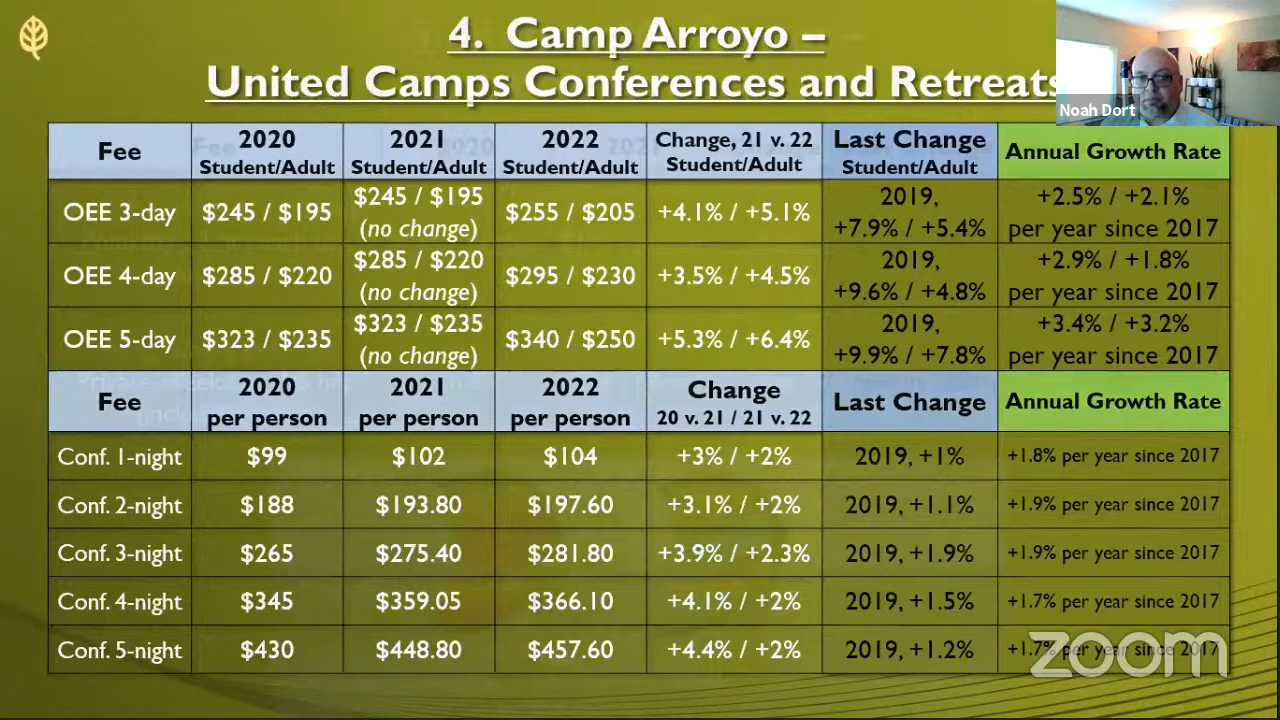 4. Camp Arroyo –
United Camps Conferences and Retreats
Noah Dort
Fee 2020 Student/Adult 2021 Student/Adult 2022 Student/Adult Change, 21 v. 22 Student/Adult Last Change Student/Adult Annual Growth Rate
OEE 3-day $245 / $195 $245 / $195 (no change) $255 / $205 +4.1% / +5.1% 2019, +7.9% / +5.4% +2.5% / +2.1% per year since 2017
OEE 4-day $285 / $220 $285 / $220 (no change) $295 / $230 +3.5% / +4.5% 2019, +9.6% / +4.8% +2.9% / +1.8% per year since 2017
OEE 5-day $323 / $235 $323 / $235 (no change) $340 / $250 +5.3% / +6.4% 2019, +9.9% / +7.8% +3.4% / +3.2% per year since 2017
Fee 2020 per person 2021 per person 2022 per person Change 20 v. 21 / 21 v. 22 Last Change Annual Growth Rate
Conf. 1-night $99 $102 $104 +3% / +2% 2019, +1% +1.8% per year since 2017
Conf. 2-night $188 $193.80 $197.60 +3.1% / +2% 2019, +1.1% +1.9% per year since 2017
Conf. 3-night $265 $275.40 $281.80 +3.9% / +2.3% 2019, +1.9% +1.9% per year since 2017
Conf. 4-night $345 $359.05 $366.10 +4.1% / +2% 2019, +1.5% +1.7% per year since 2017
Conf. 5-night $430 $448.80 $457.60 +4.4% / +2% 2019, +1.2% +1.7% per year since 2017
zoom